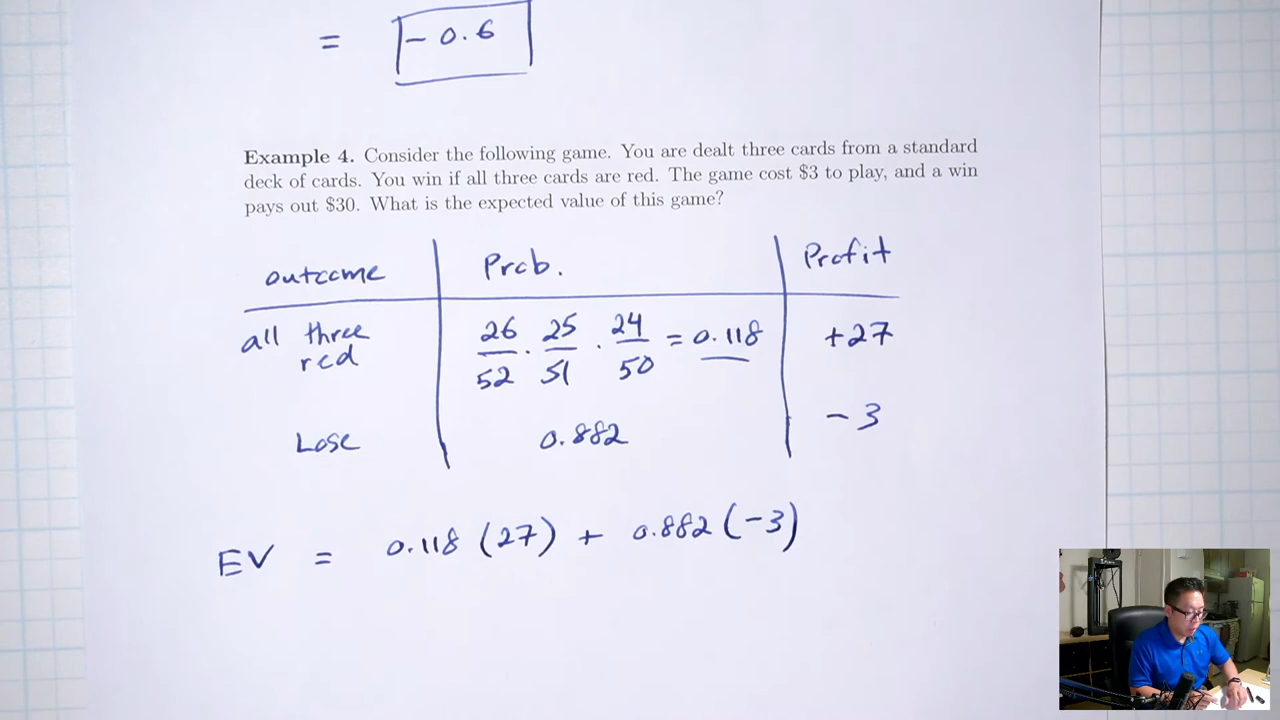 = - 0.6
Example 4. Consider the following game. You are dealt three cards from a standard
deck of cards. You win if all three cards are red. The game cost $3 to play, and a win
pays out $30. What is the expected value of this game?
outcome Prob. Profit
all three red 26/52 · 25/51 · 24/50 = 0.118 +27
Lose 0.882 - 3
EV = 0.118 (27) + 0.882 (-3)